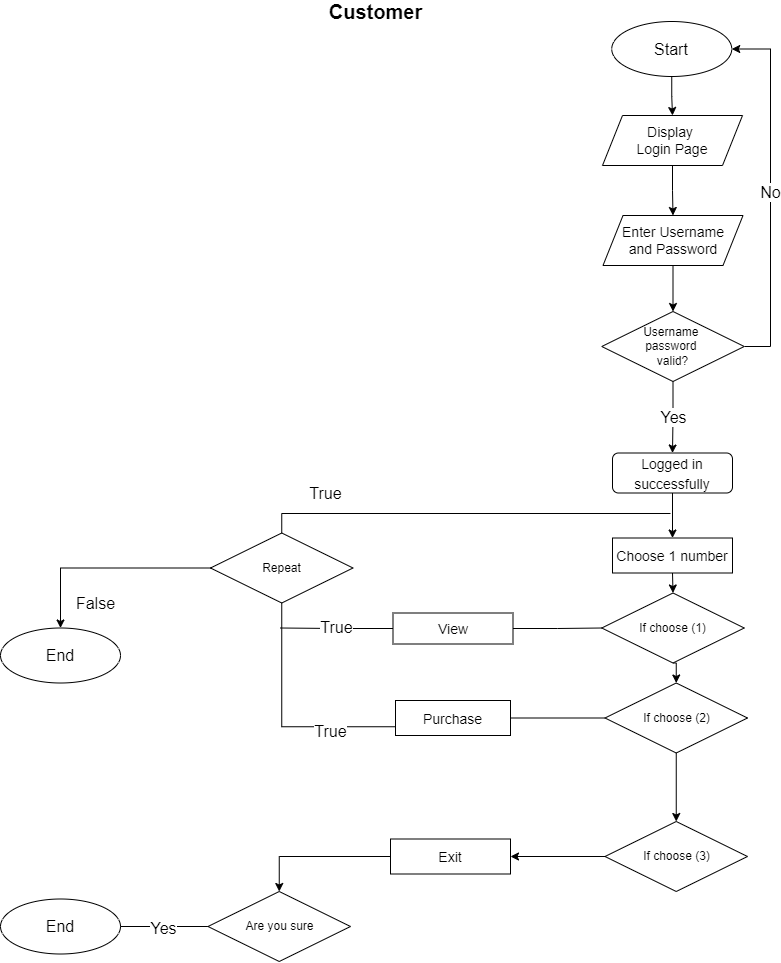 Customer
Start
Display
Login Page
No
Enter Username
and Password
Username
password
valid?
Yes
Logged in
successfully
True
Choose 1 number
Repeat
False
End
True
View
If choose (1)
True
Purchase
If choose (2)
Exit
If choose (3)
End
Yes
Are you sure